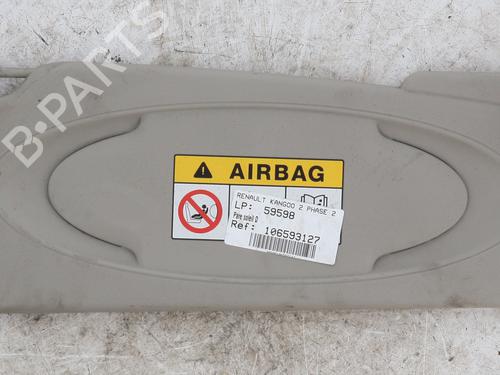 B-PARTS
AIRBAG
RENAULT KANGOO 2 PHASE 2
LP: 59598
Pare soleil D
Ref: 106593127